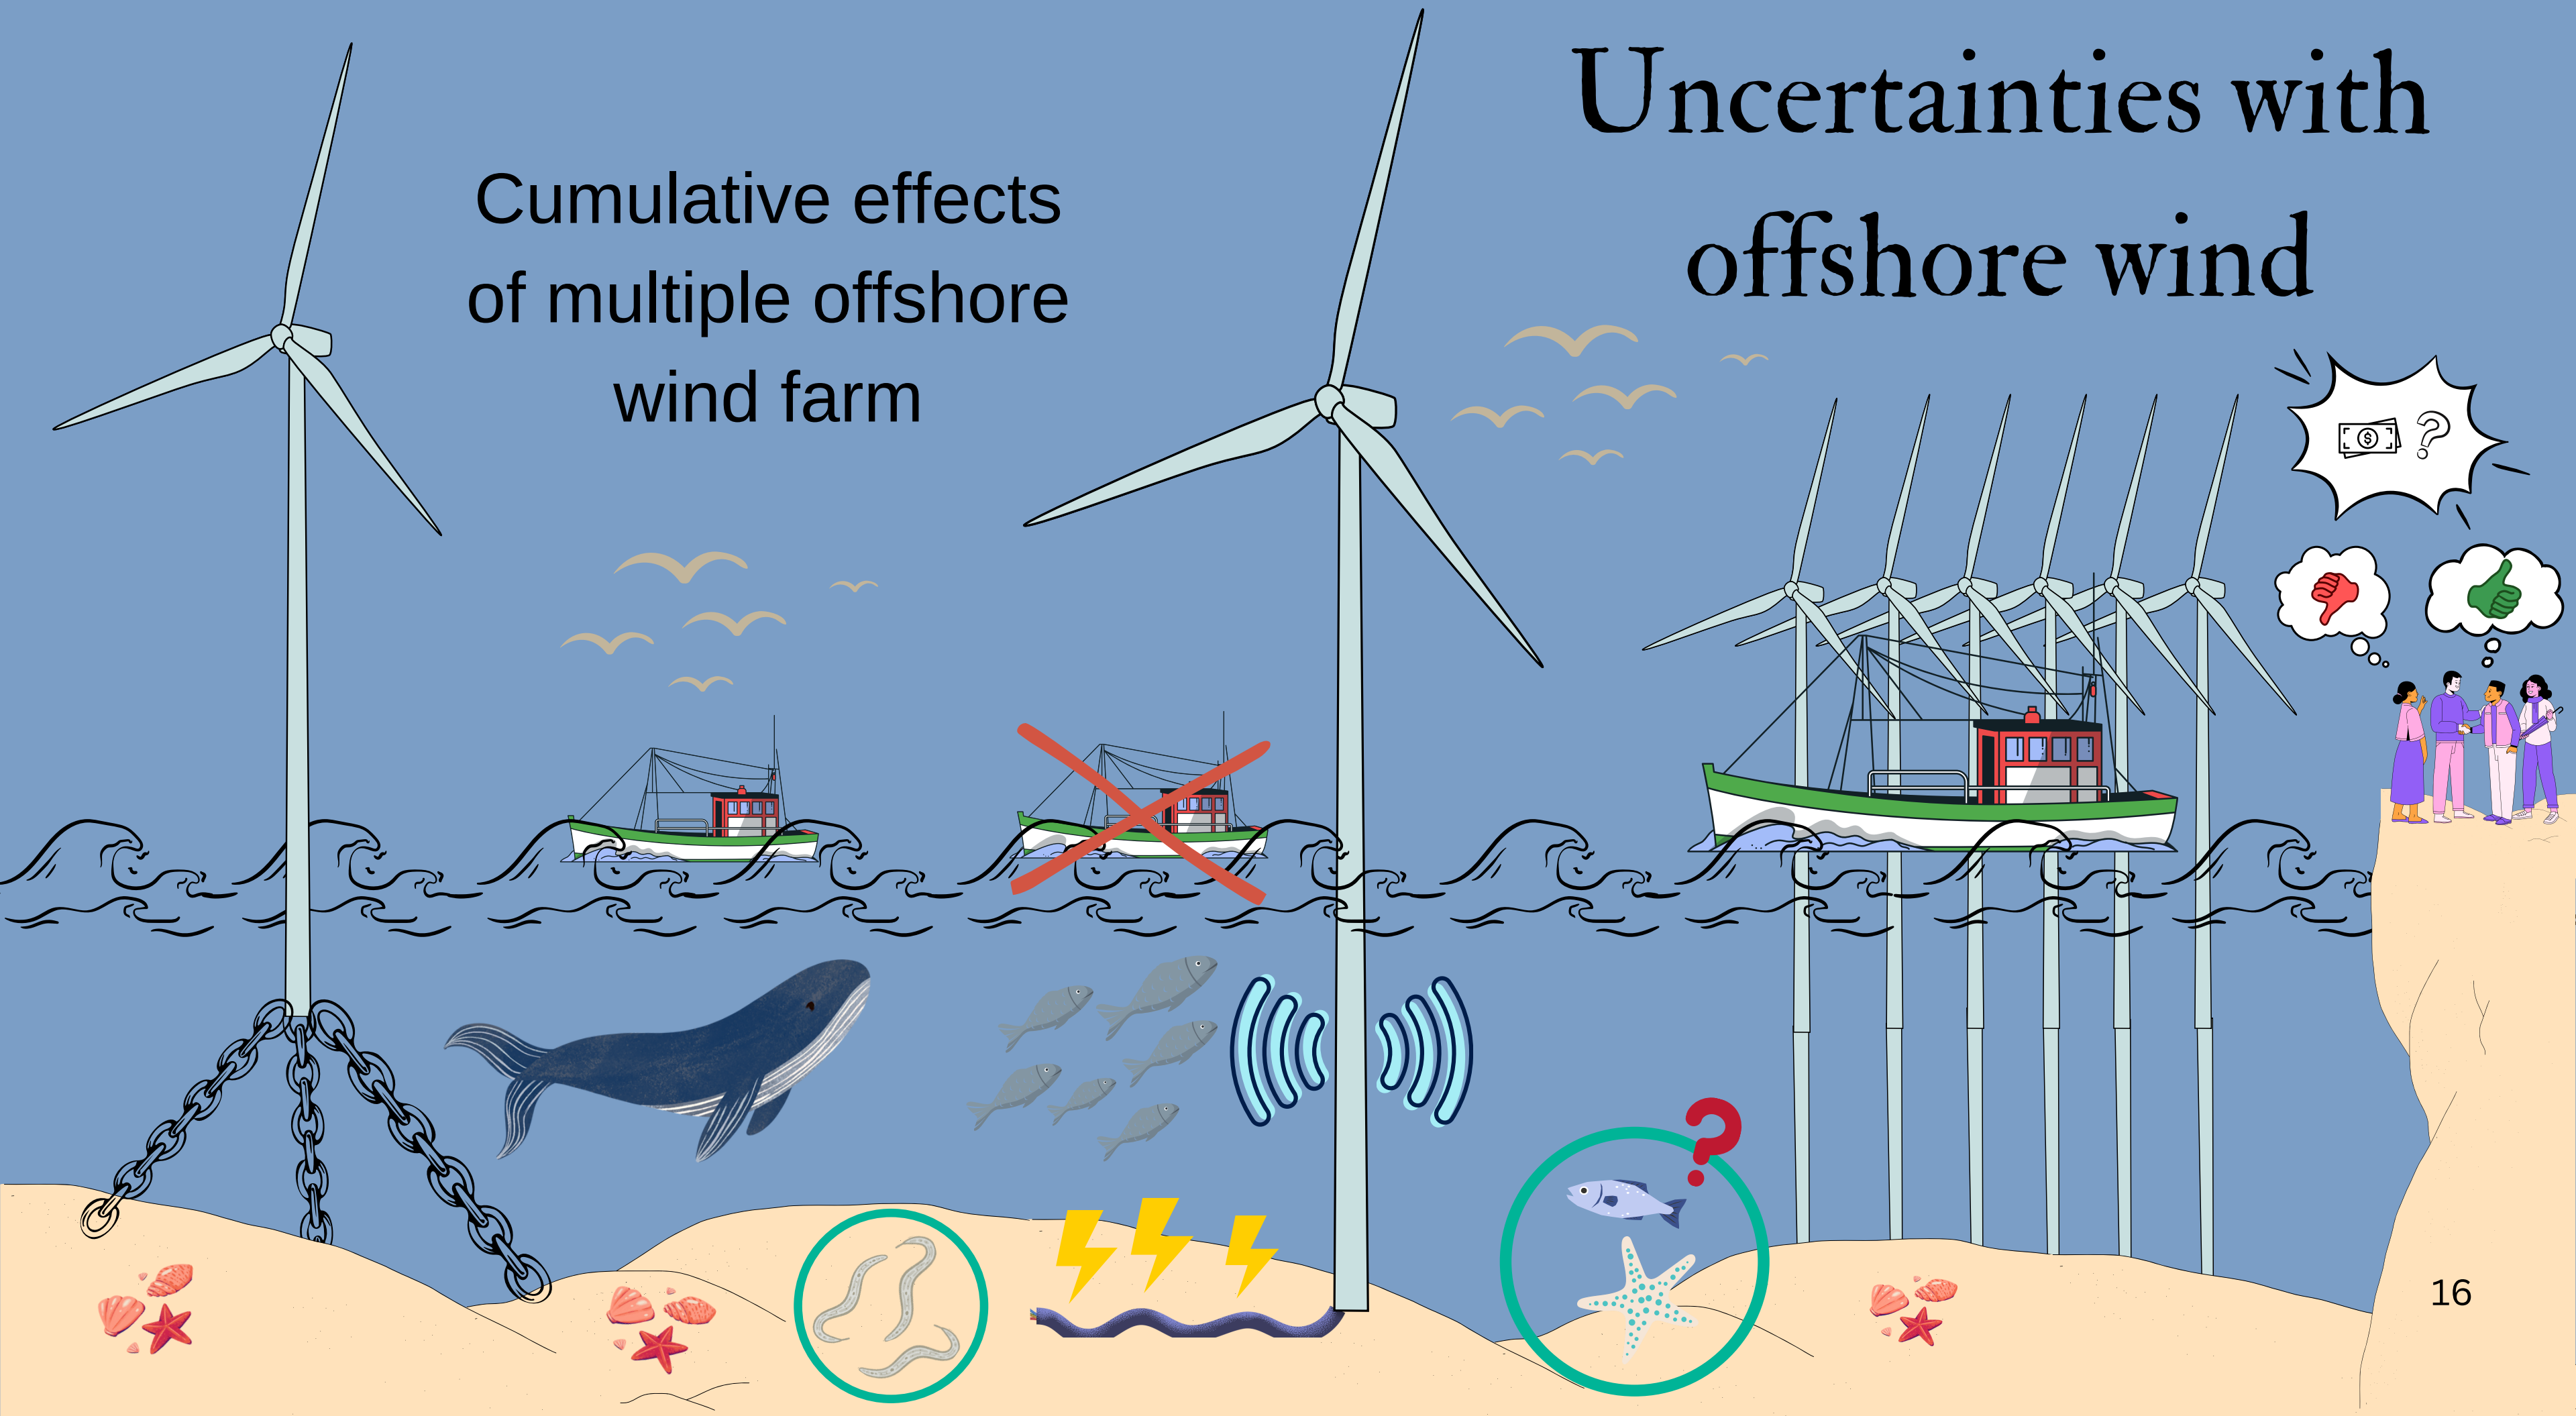 Uncertainties with
offshore wind
Cumulative effects
of multiple offshore
wind farm
$ ?
?
16